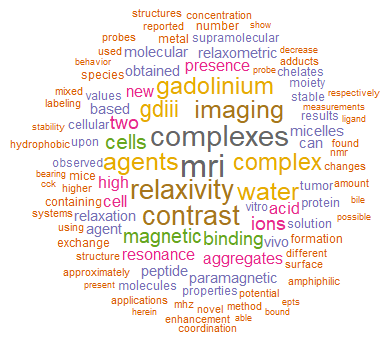 structures concentration
reported number
behavior probes metal supramolecular decrease
used molecular relaxometric adducts show
species obtained presence chelates probe
mixed values new gadolinium moiety measurements
labeling based gdiii imaging stable respectively
stability cellular two complexes results ligand
hydrophobic upon cells micelles can found
observed agents mri complex nmr changes
bearing mice high relaxivity water tumor amount
cck higher cell contrast acid vitro protein bile
containing relaxation ions vivo solution possible
systems agent magnetic binding formation
using exchange resonance aggregates different
structure peptide paramagnetic surface
approximately molecules properties potential amphiphilic
present applications mhz novel method epts
herein enhancement able bound
coordination